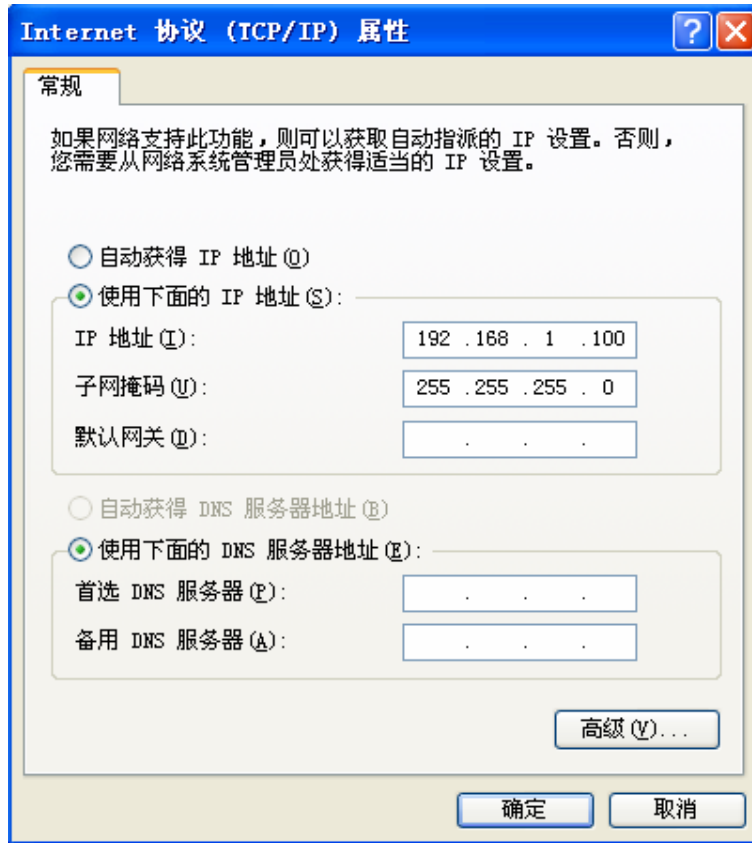 Internet 协议 (TCP/IP) 属性
常规
如果网络支持此功能，则可以获取自动指派的 IP 设置。否则，
您需要从网络系统管理员处获得适当的 IP 设置。
自动获得 IP 地址(O)
使用下面的 IP 地址(S):
IP 地址(I): 192 .168 . 1 .100
子网掩码(U): 255 .255 .255 . 0
默认网关(D): . . .
自动获得 DNS 服务器地址(B)
使用下面的 DNS 服务器地址(E):
首选 DNS 服务器(P): . . .
备用 DNS 服务器(A): . . .
高级(V)...
确定 取消